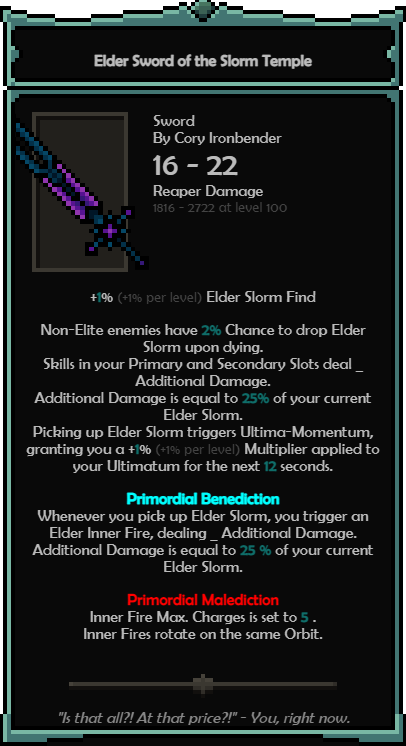 Elder Sword of the Slorm Temple
Sword
By Cory Ironbender
16 - 22
Reaper Damage
1816 - 2722 at level 100
+1% (+1% per level) Elder Slorm Find
Non-Elite enemies have 2% Chance to drop Elder
Slorm upon dying.
Skills in your Primary and Secondary Slots deal _
Additional Damage.
Additional Damage is equal to 25% of your current
Elder Slorm.
Picking up Elder Slorm triggers Ultima-Momentum,
granting you a +1% (+1% per level) Multiplier applied to
your Ultimatum for the next 12 seconds.
Primordial Benediction
Whenever you pick up Elder Slorm, you trigger an
Elder Inner Fire, dealing _ Additional Damage.
Additional Damage is equal to 25 % of your current
Elder Slorm.
Primordial Malediction
Inner Fire Max. Charges is set to 5 .
Inner Fires rotate on the same Orbit.
"Is that all?! At that price?!" - You, right now.